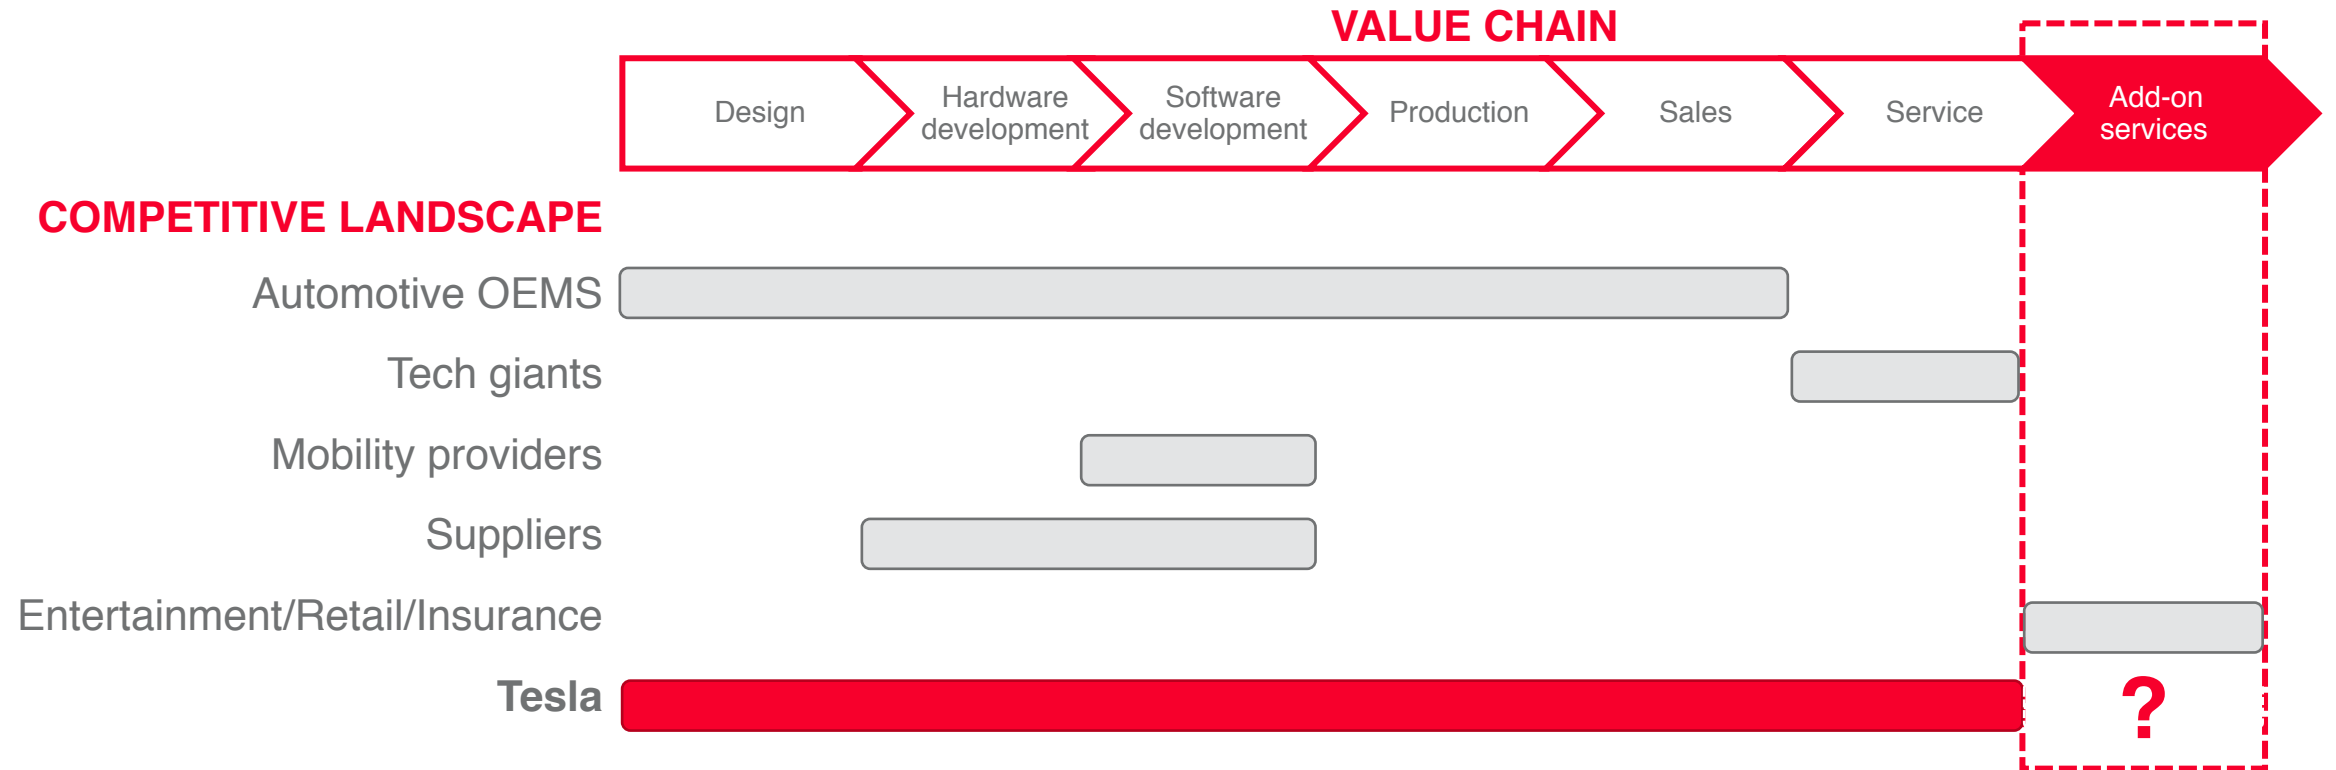 VALUE CHAIN
Design
Hardware
development
Software
development
Production
Sales
Service
Add-on
services
COMPETITIVE LANDSCAPE
Automotive OEMS
Tech giants
Mobility providers
Suppliers
Entertainment/Retail/Insurance
Tesla
?